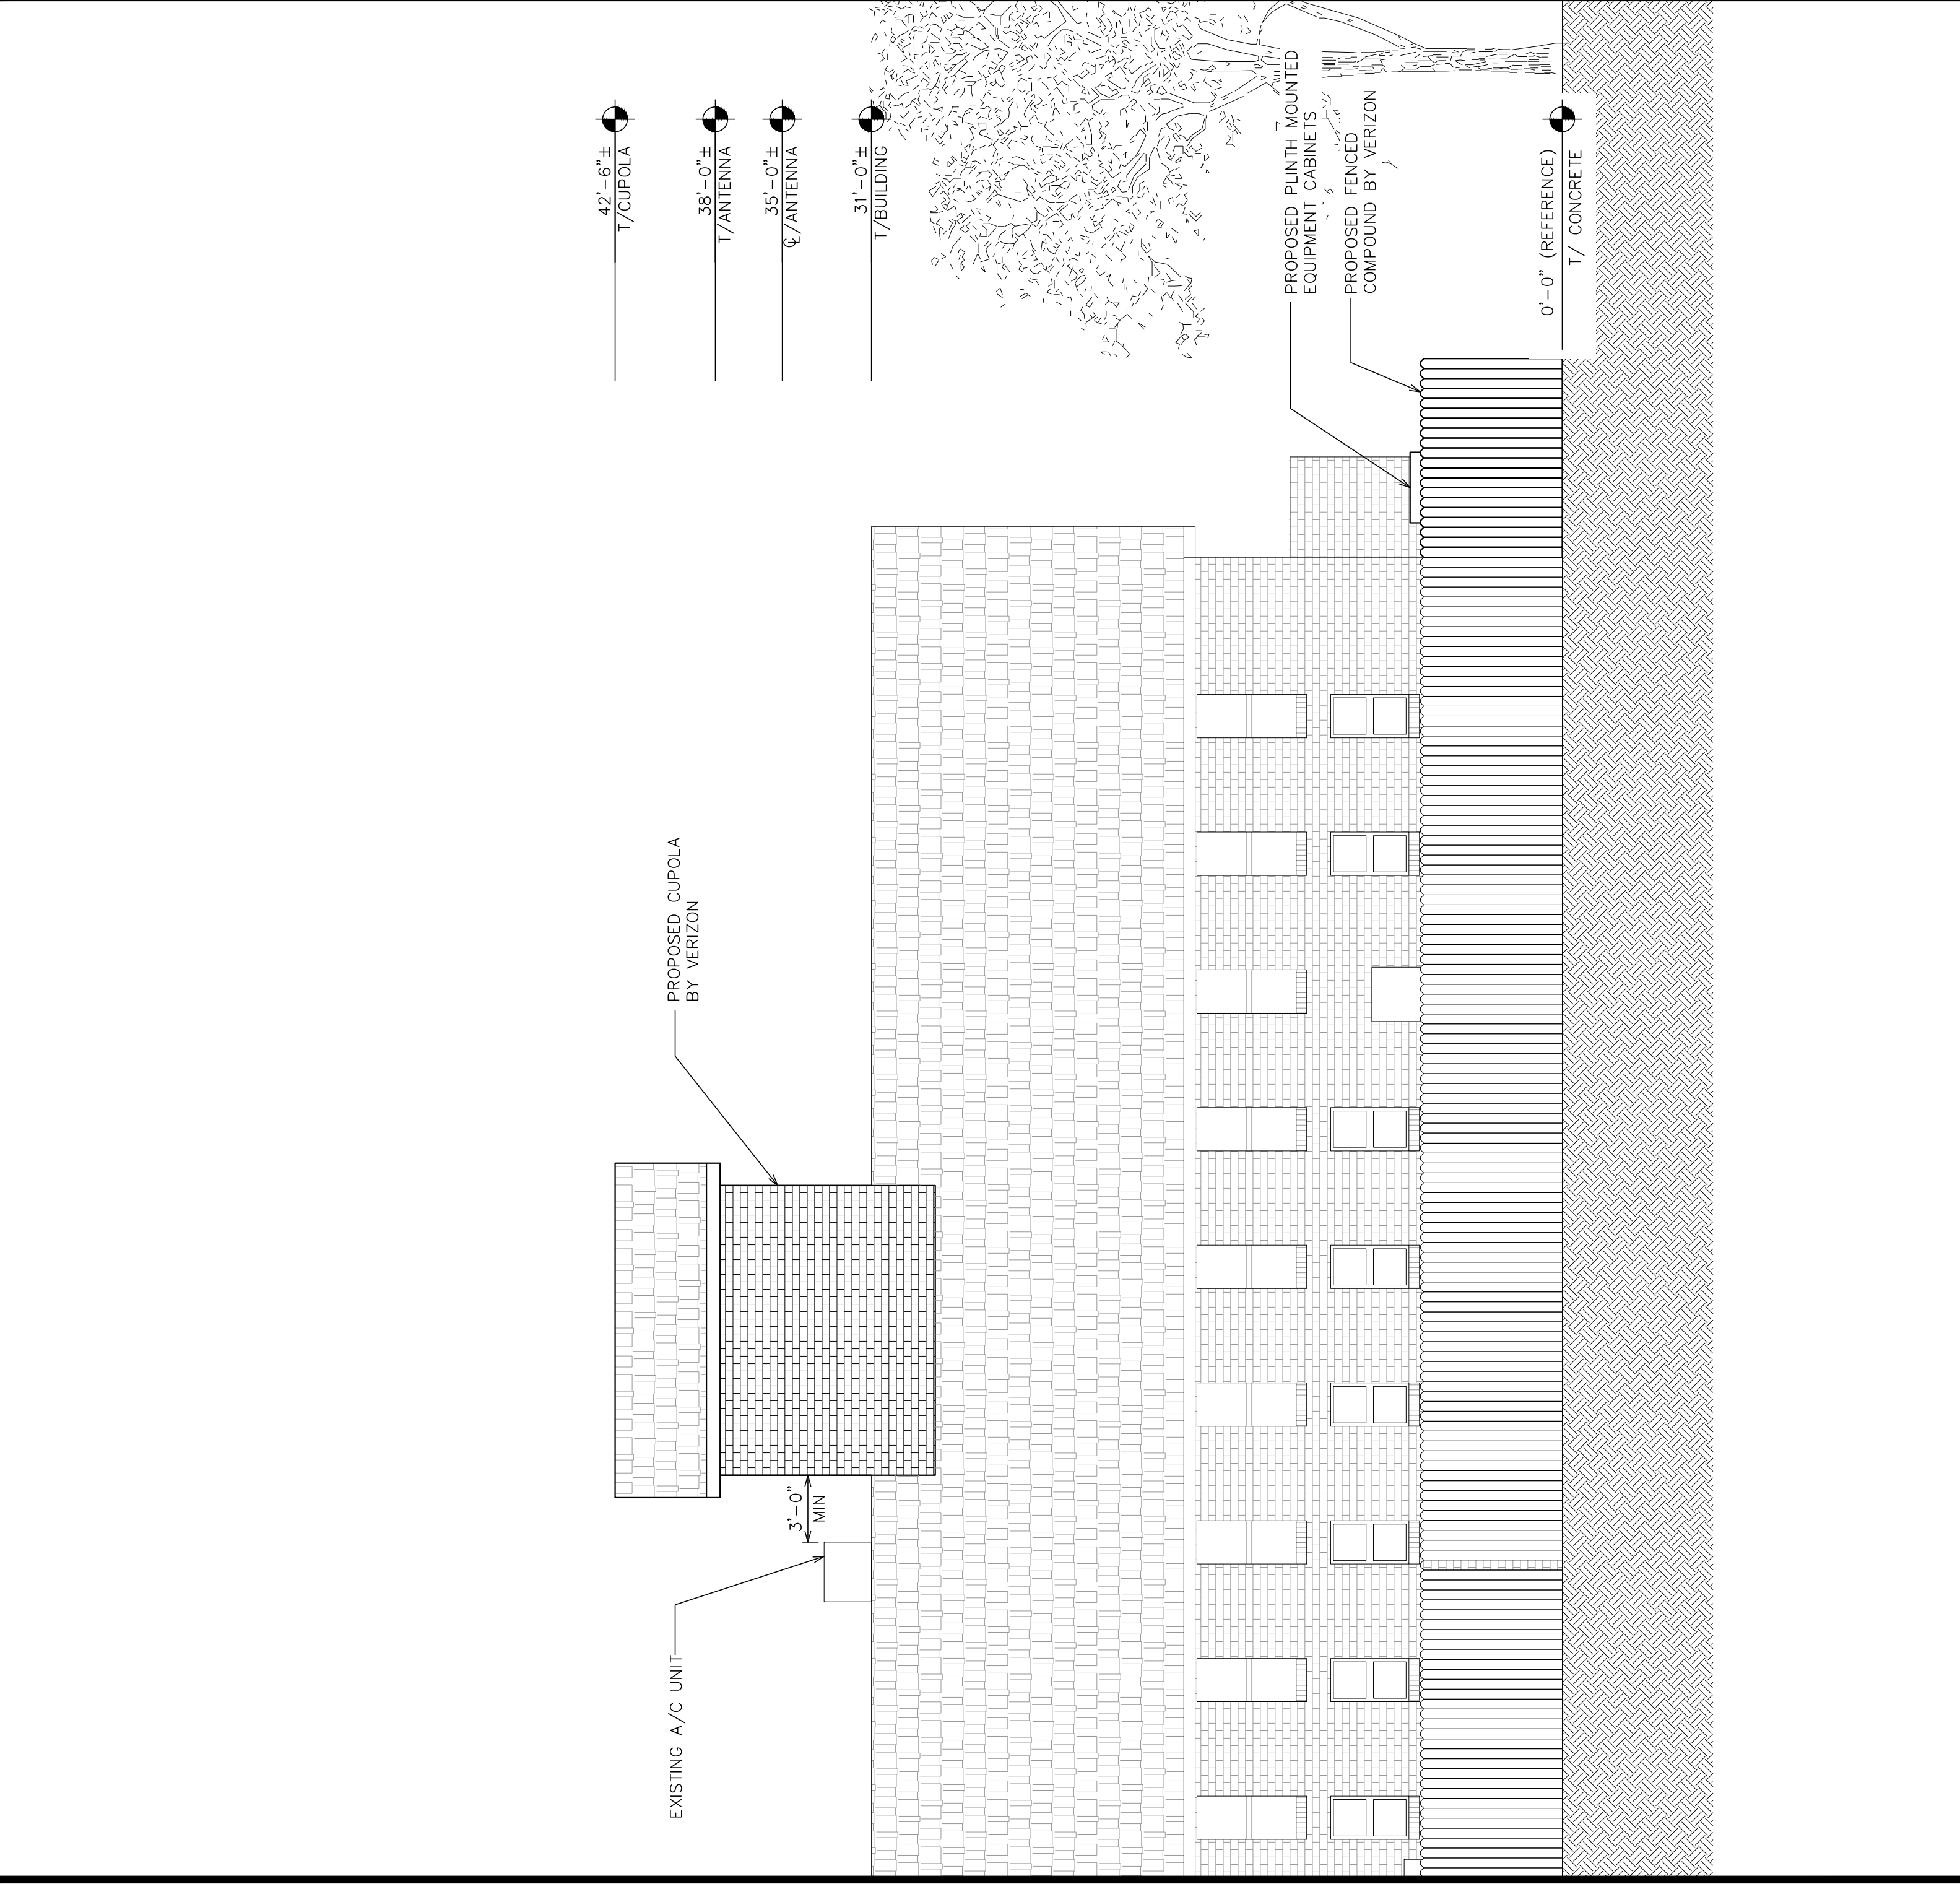 42'-6"±
T/CUPOLA
38'-0"±
T/ANTENNA
35'-0"±
℄/ANTENNA
31'-0"±
T/BUILDING
PROPOSED PLINTH MOUNTED
EQUIPMENT CABINETS
PROPOSED FENCED
COMPOUND BY VERIZON
0'-0" (REFERENCE)
T/ CONCRETE
PROPOSED CUPOLA
BY VERIZON
3'-0"
MIN
EXISTING A/C UNIT